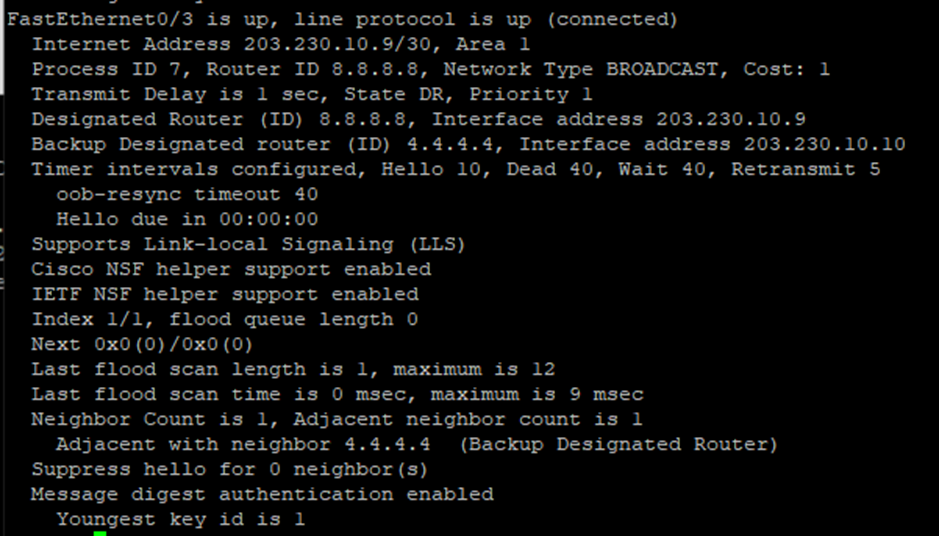 FastEthernet0/3 is up, line protocol is up (connected)
Internet Address 203.230.10.9/30, Area 1
Process ID 7, Router ID 8.8.8.8, Network Type BROADCAST, Cost: 1
Transmit Delay is 1 sec, State DR, Priority 1
Designated Router (ID) 8.8.8.8, Interface address 203.230.10.9
Backup Designated router (ID) 4.4.4.4, Interface address 203.230.10.10
Timer intervals configured, Hello 10, Dead 40, Wait 40, Retransmit 5
oob-resync timeout 40
Hello due in 00:00:00
Supports Link-local Signaling (LLS)
Cisco NSF helper support enabled
IETF NSF helper support enabled
Index 1/1, flood queue length 0
Next 0x0(0)/0x0(0)
Last flood scan length is 1, maximum is 12
Last flood scan time is 0 msec, maximum is 9 msec
Neighbor Count is 1, Adjacent neighbor count is 1
Adjacent with neighbor 4.4.4.4  (Backup Designated Router)
Suppress hello for 0 neighbor(s)
Message digest authentication enabled
Youngest key id is 1